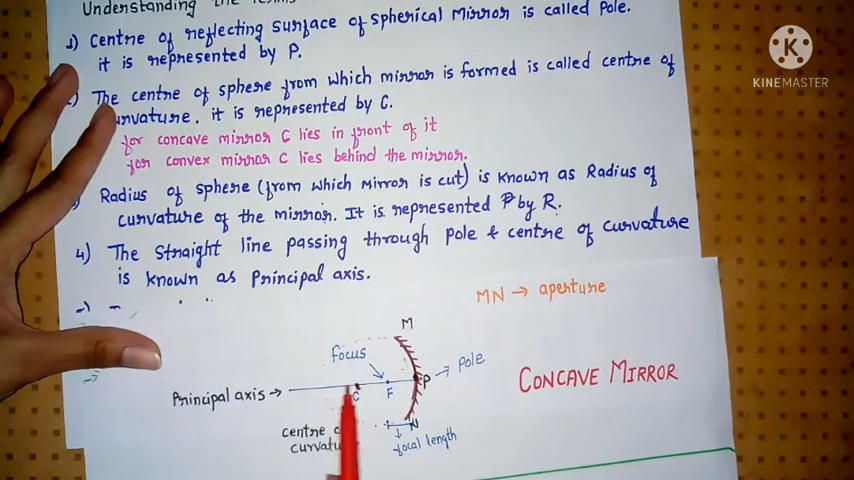 Understanding the
1) Centre of reflecting surface of spherical mirror is called Pole.
it is represented by P.
The centre of sphere from which mirror is formed is called centre of
curvature. it is represented by C.
for concave mirror C lies in front of it
for convex mirror C lies behind the mirror.
Radius of sphere (from which mirror is cut) is known as Radius of
curvature of the mirror. It is represented by R.
4) The straight line passing through pole & centre of curvature
is known as Principal axis.
MN → aperture
M
Focus
Pole
P
Principal axis →
C
F
CONCAVE MIRROR
N
centre
focal length
K
KINEMASTER